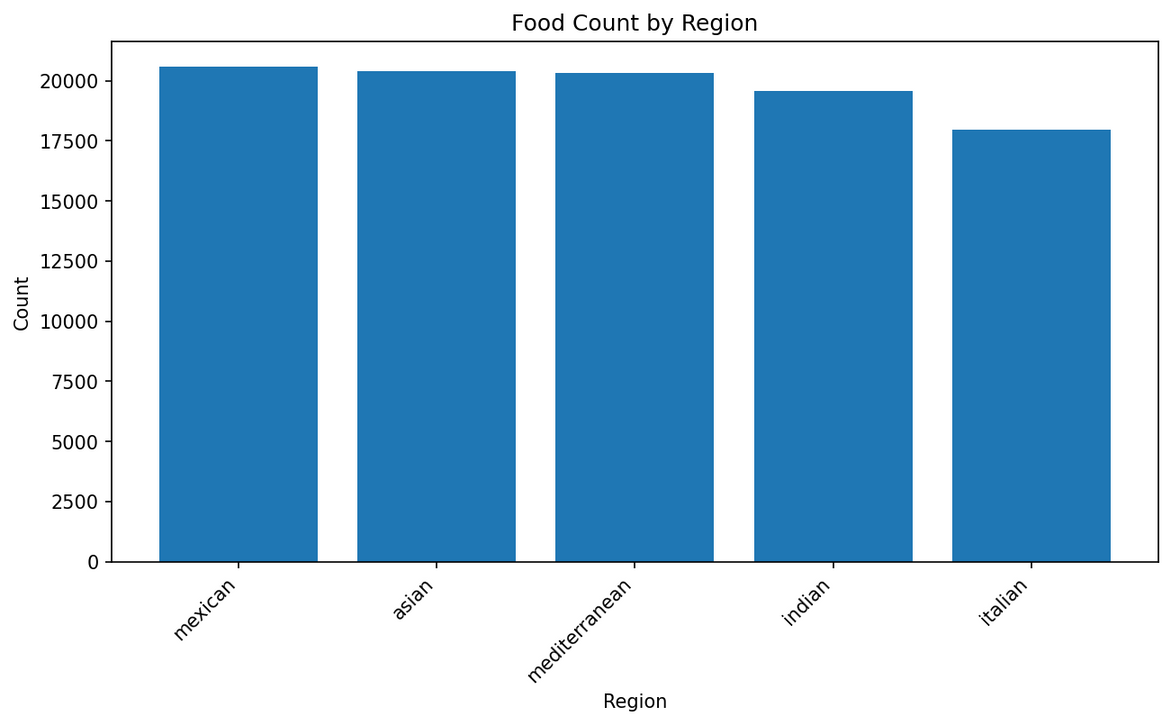 Food Count by Region
Count
20000
17500
15000
12500
10000
7500
5000
2500
0
mexican
asian
mediterranean
indian
italian
Region